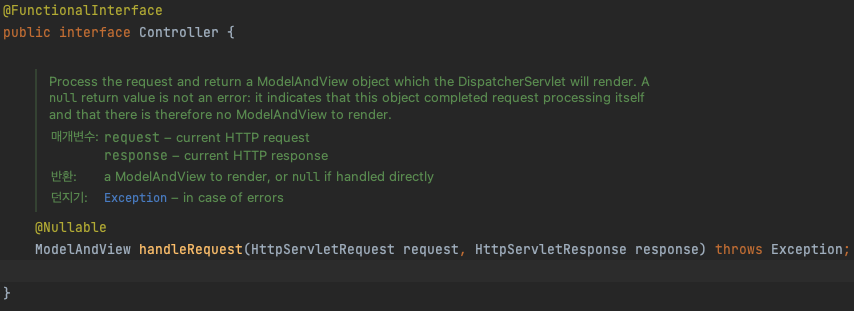 @FunctionalInterface
public interface Controller {
Process the request and return a ModelAndView object which the DispatcherServlet will render. A
null return value is not an error: it indicates that this object completed request processing itself
and that there is therefore no ModelAndView to render.
매개변수: request – current HTTP request
response – current HTTP response
반환: a ModelAndView to render, or null if handled directly
던지기: Exception – in case of errors
@Nullable
ModelAndView handleRequest(HttpServletRequest request, HttpServletResponse response) throws Exception;
}